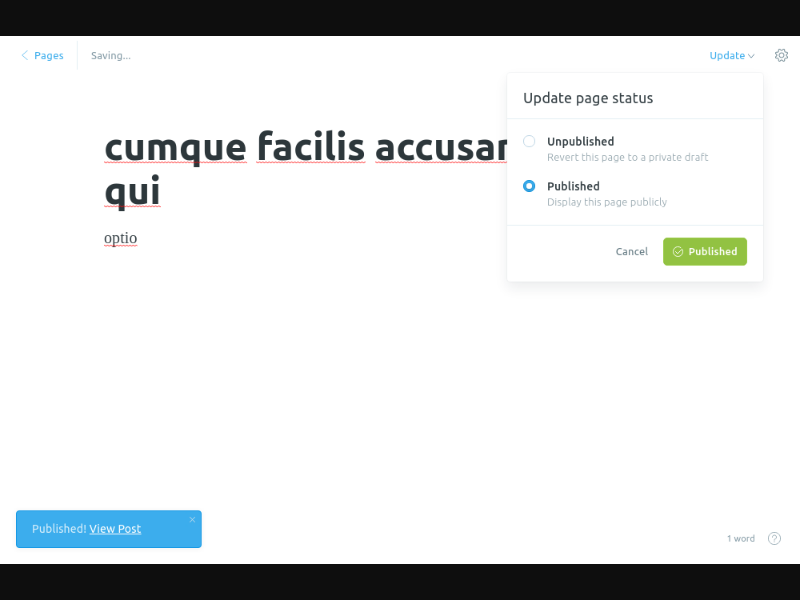 Pages
Saving...
Update
Update page status
cumque facilis accusan
qui
optio
Unpublished
Revert this page to a private draft
Published
Display this page publicly
Cancel
Published
Published! View Post
1 word